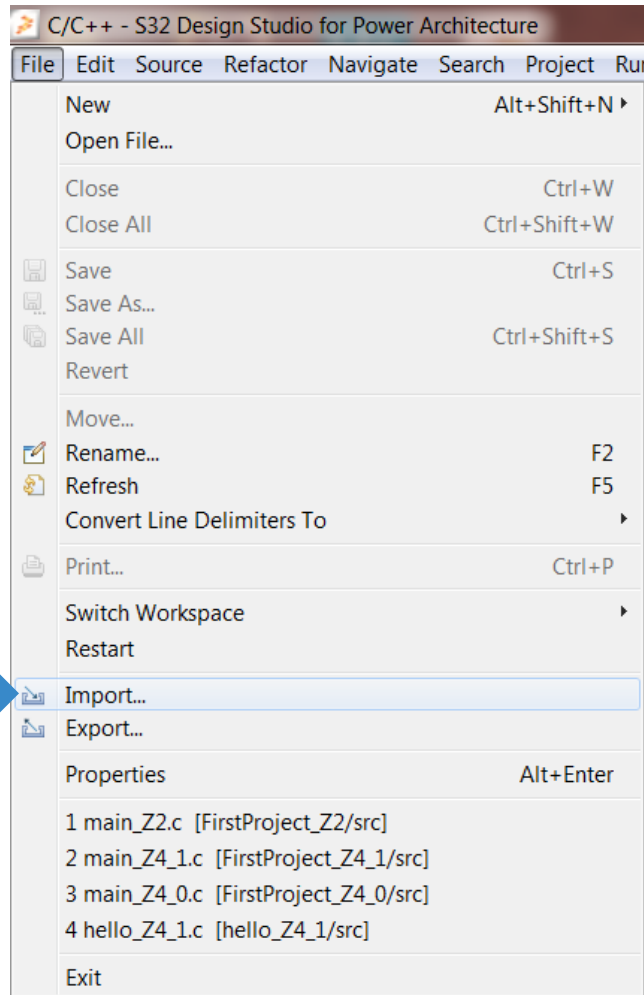 C/C++ - S32 Design Studio for Power Architecture
File Edit Source Refactor Navigate Search Project
New Alt+Shift+N
Open File...
Close Ctrl+W
Close All Ctrl+Shift+W
Save Ctrl+S
Save As...
Save All Ctrl+Shift+S
Revert
Move...
Rename... F2
Refresh F5
Convert Line Delimiters To
Print... Ctrl+P
Switch Workspace
Restart
Import...
Export...
Properties Alt+Enter
1 main_Z2.c [FirstProject_Z2/src]
2 main_Z4_1.c [FirstProject_Z4_1/src]
3 main_Z4_0.c [FirstProject_Z4_0/src]
4 hello_Z4_1.c [hello_Z4_1/src]
Exit